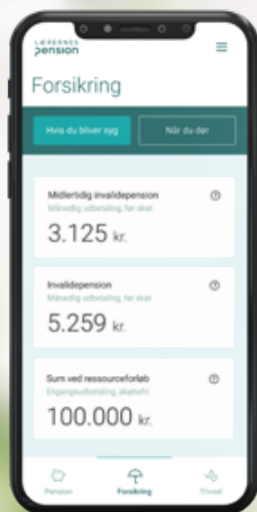 LÆRERNES
pension
Forsikring
Hvis du bliver syg
Når du dør
Midlertidig invalidepension
Månedlig udbetaling, før skat
3.125 kr.
Invalidepension
Månedlig udbetaling, før skat
5.259 kr.
Sum ved ressourceforløb
Engangsudbetaling, skattefri
100.000 kr.
Pension
Forsikring
Trivsel